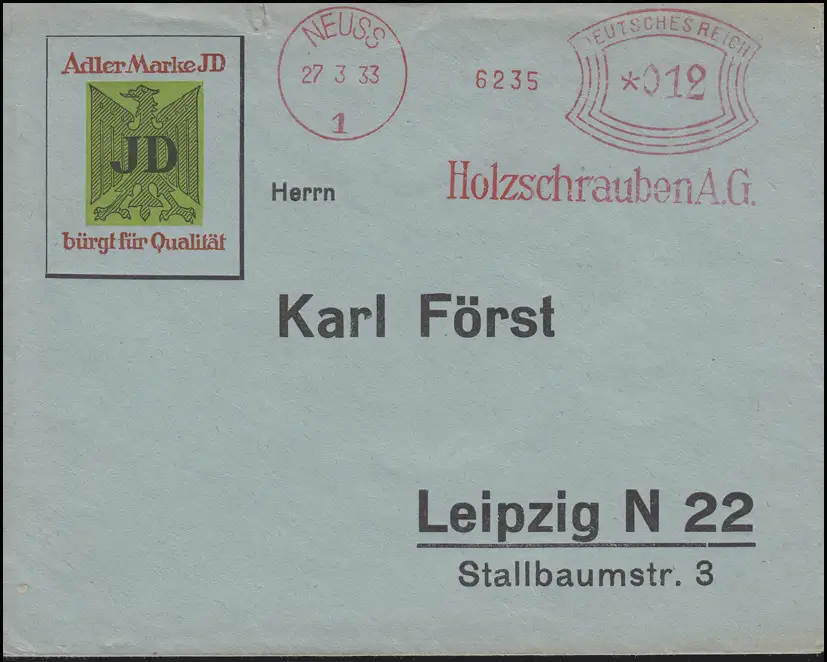 Adler Marke JD
JD
bürgt für Qualität
NEUSS
27 3 33
1
6235
DEUTSCHES REICH
*012
Holzschrauben A.G.
Herrn
Karl Först
Leipzig N 22
Stallbaumstr. 3